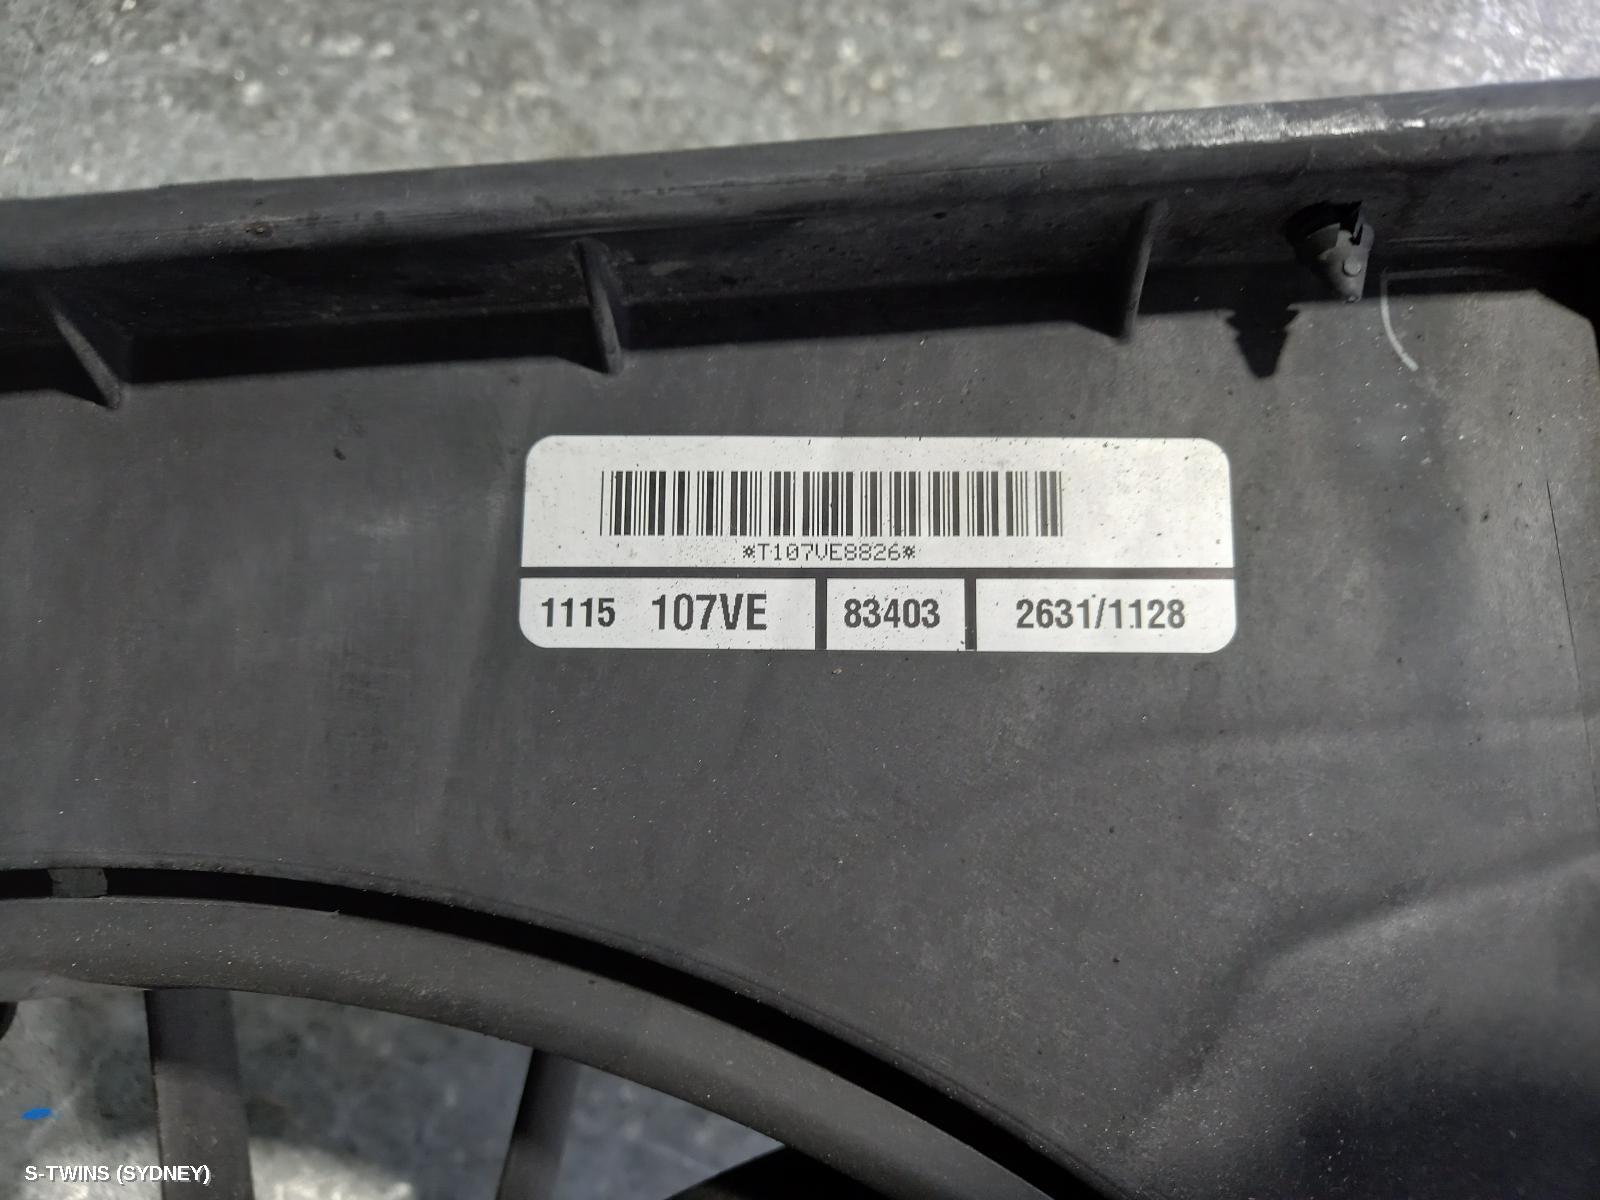 *T107VE8826*
1115 107VE 83403 2631/1128
S-TWINS (SYDNEY)